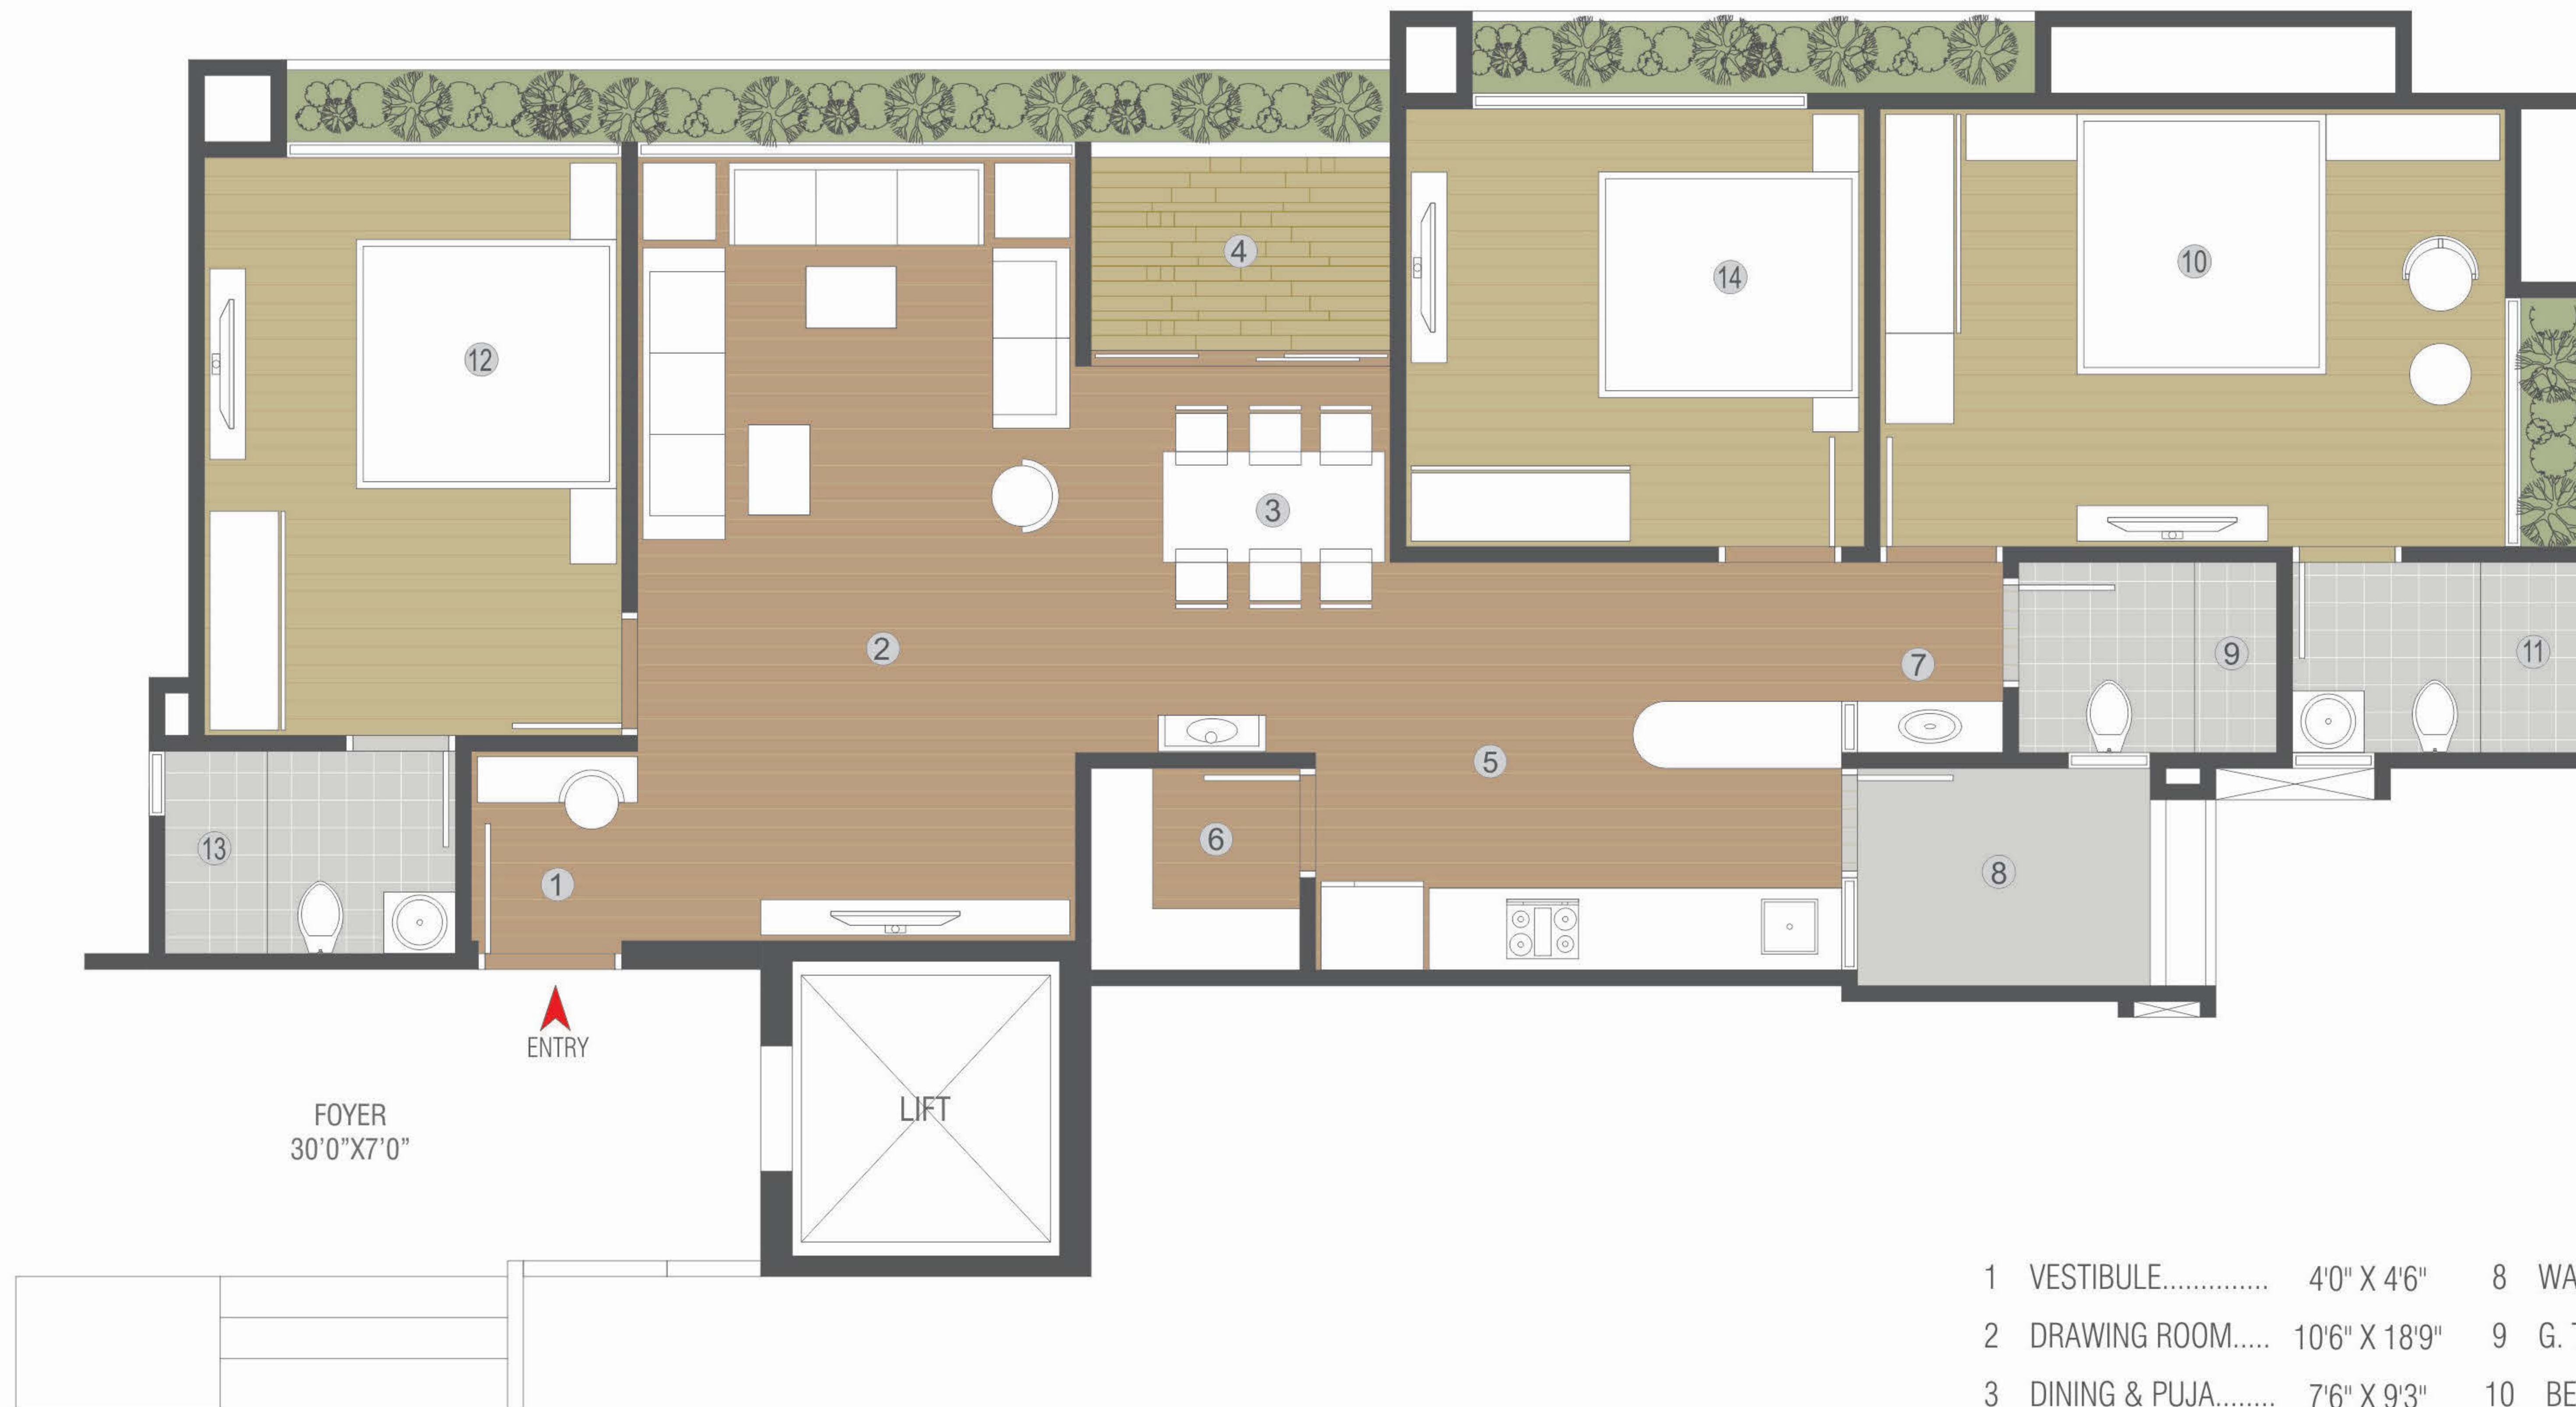 4
14
10
12
3
2
7
9
11
5
13
1
6
8
ENTRY
FOYER
30'0"X7'0"
LIFT
1 VESTIBULE.............. 4'0" X 4'6" 8 WA
2 DRAWING ROOM..... 10'6" X 18'9" 9 G.
3 DINING & PUJA........ 7'6" X 9'3" 10 BE